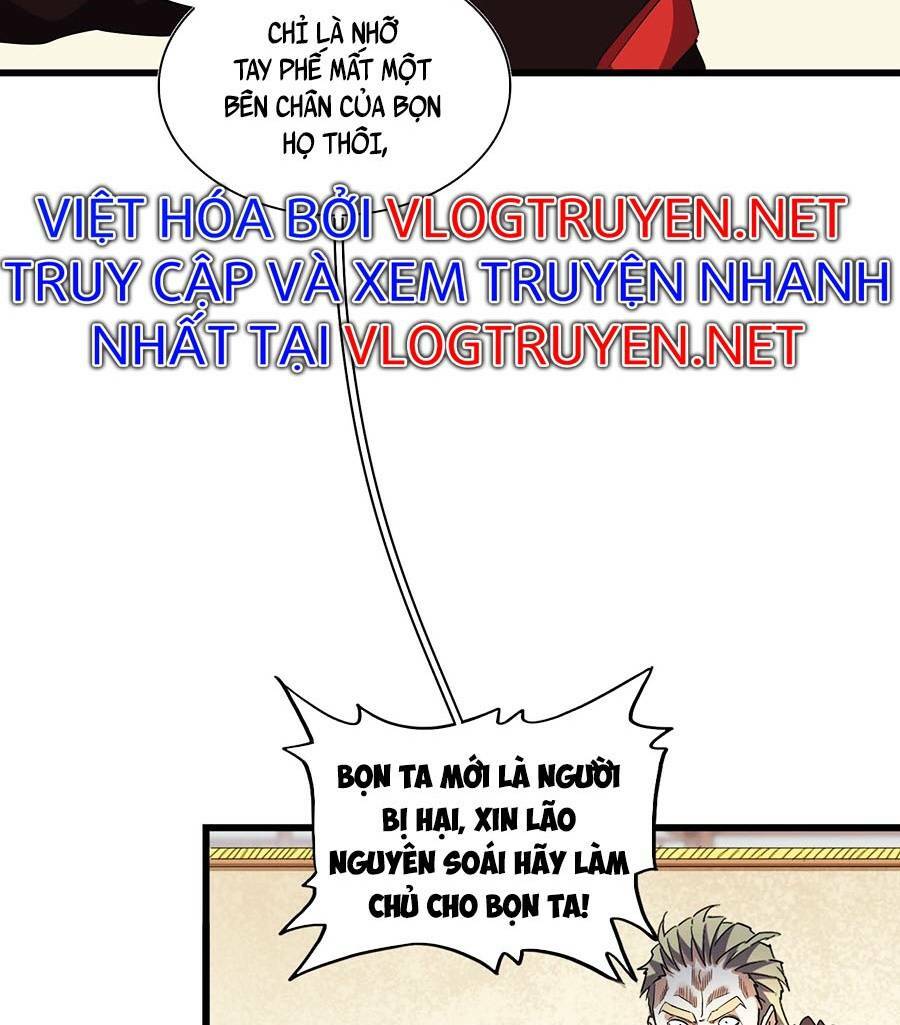 CHỈ LÀ NHỠ
TAY PHẾ MẤT MỘT
BÊN CHÂN CỦA BỌN
HỌ THÔI,
VIỆT HÓA BỞI VLOGTRUYEN.NET
TRUY CẬP VÀ XEM TRUYỆN NHANH
NHẤT TẠI VLOGTRUYEN.NET
BỌN TA MỚI LÀ NGƯỜI
BỊ HẠI, XIN LÃO
NGUYÊN SOÁI HÃY LÀM
CHỦ CHO BỌN TA!